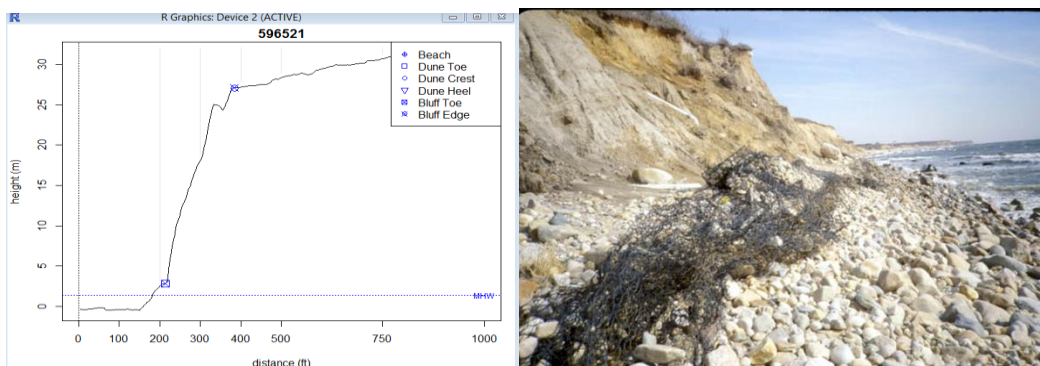 R Graphics: Device 2 (ACTIVE)
596521
Beach
Dune Toe
Dune Crest
Dune Heel
Bluff Toe
Bluff Edge
height (m)
30
25
20
15
10
5
0
MHW
0 100 200 300 400 500 750 1000
distance (ft)